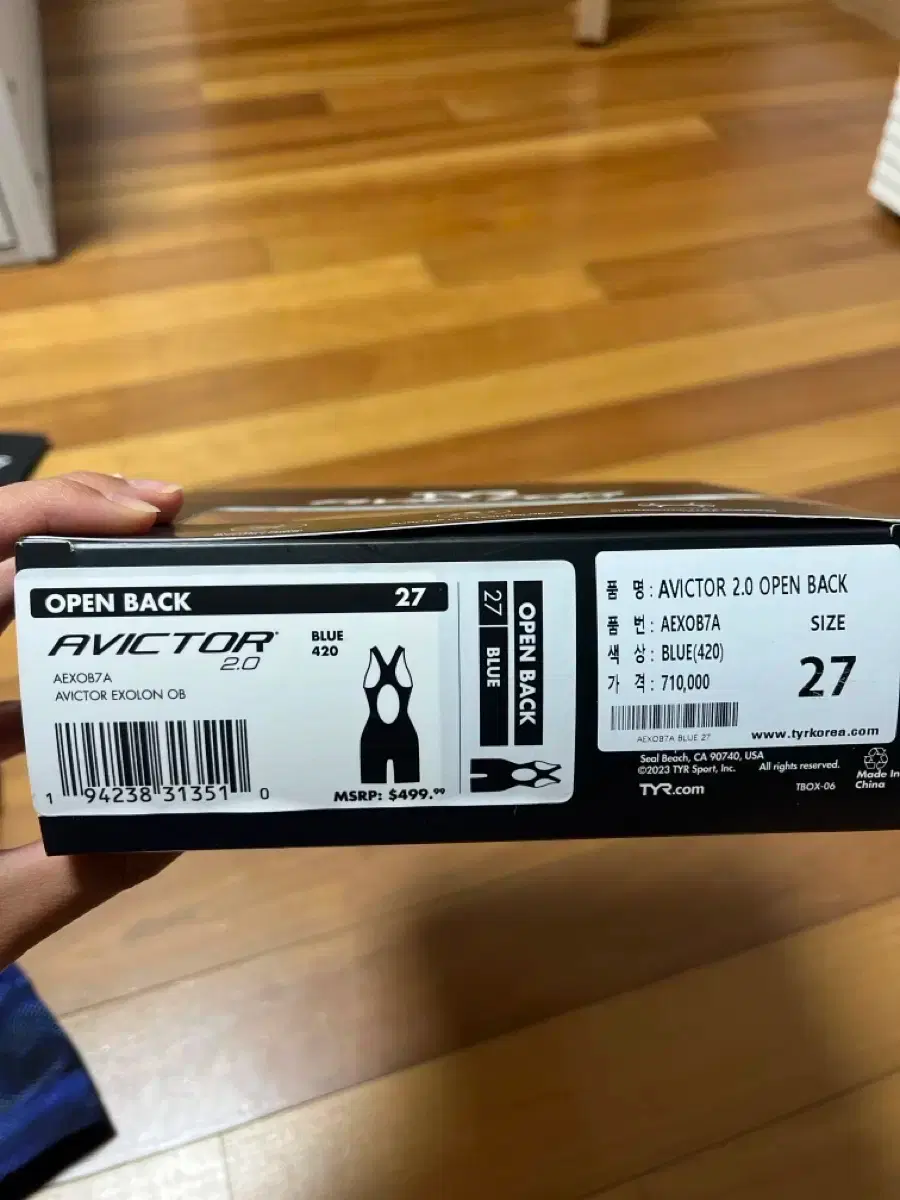 TYR
OPEN BACK 27
AVICTOR
2.0
BLUE
420
AEXOB7A
AVICTOR EXOLON OB
1 94238 31351 0
MSRP: $499.99
27 BLUE
OPEN BACK
품 명 : AVICTOR 2.0 OPEN BACK
품 번 : AEXOB7A
색 상 : BLUE(420)
가 격 : 710,000
SIZE
27
AEXOB7A BLUE 27
www.tyrkorea.com
Seal Beach, CA 90740, USA
©2023 TYR Sport, Inc. All rights reserved.
TYR.com
TBOX-06
Made In
China